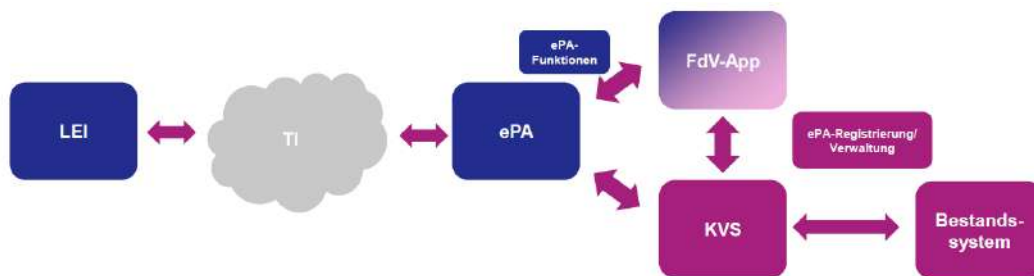 ePA-
Funktionen
FdV-App
LEI
TI
ePA
ePA-Registrierung/
Verwaltung
KVS
Bestands-
system